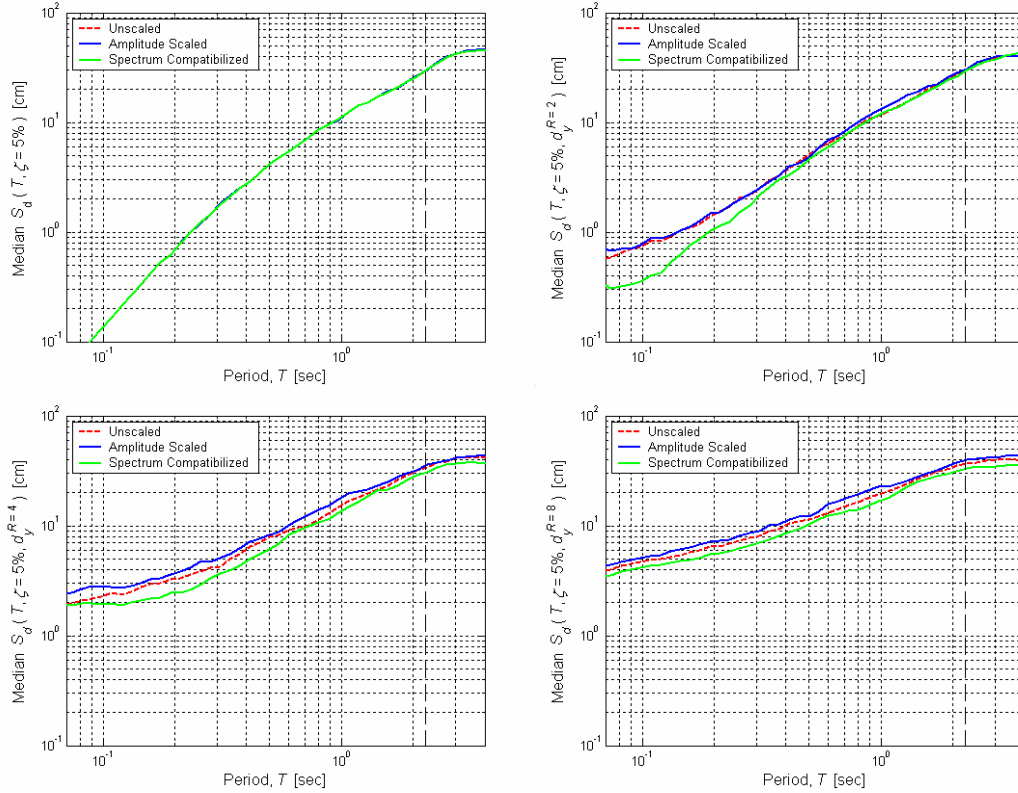 Unscaled
Amplitude Scaled
Spectrum Compatibilized
10^2
10^1
10^0
10^-1
Median S_d ( T, ζ = 5% ) [cm]
10^-1
10^0
Period, T [sec]
Unscaled
Amplitude Scaled
Spectrum Compatibilized
10^2
10^1
10^0
10^-1
Median S_d ( T, ζ = 5%, d_y^R = 2 ) [cm]
10^-1
10^0
Period, T [sec]
Unscaled
Amplitude Scaled
Spectrum Compatibilized
10^2
10^1
10^0
10^-1
Median S_d ( T, ζ = 5%, d_y^R = 4 ) [cm]
10^-1
10^0
Period, T [sec]
Unscaled
Amplitude Scaled
Spectrum Compatibilized
10^2
10^1
10^0
10^-1
Median S_d ( T, ζ = 5%, d_y^R = 8 ) [cm]
10^-1
10^0
Period, T [sec]